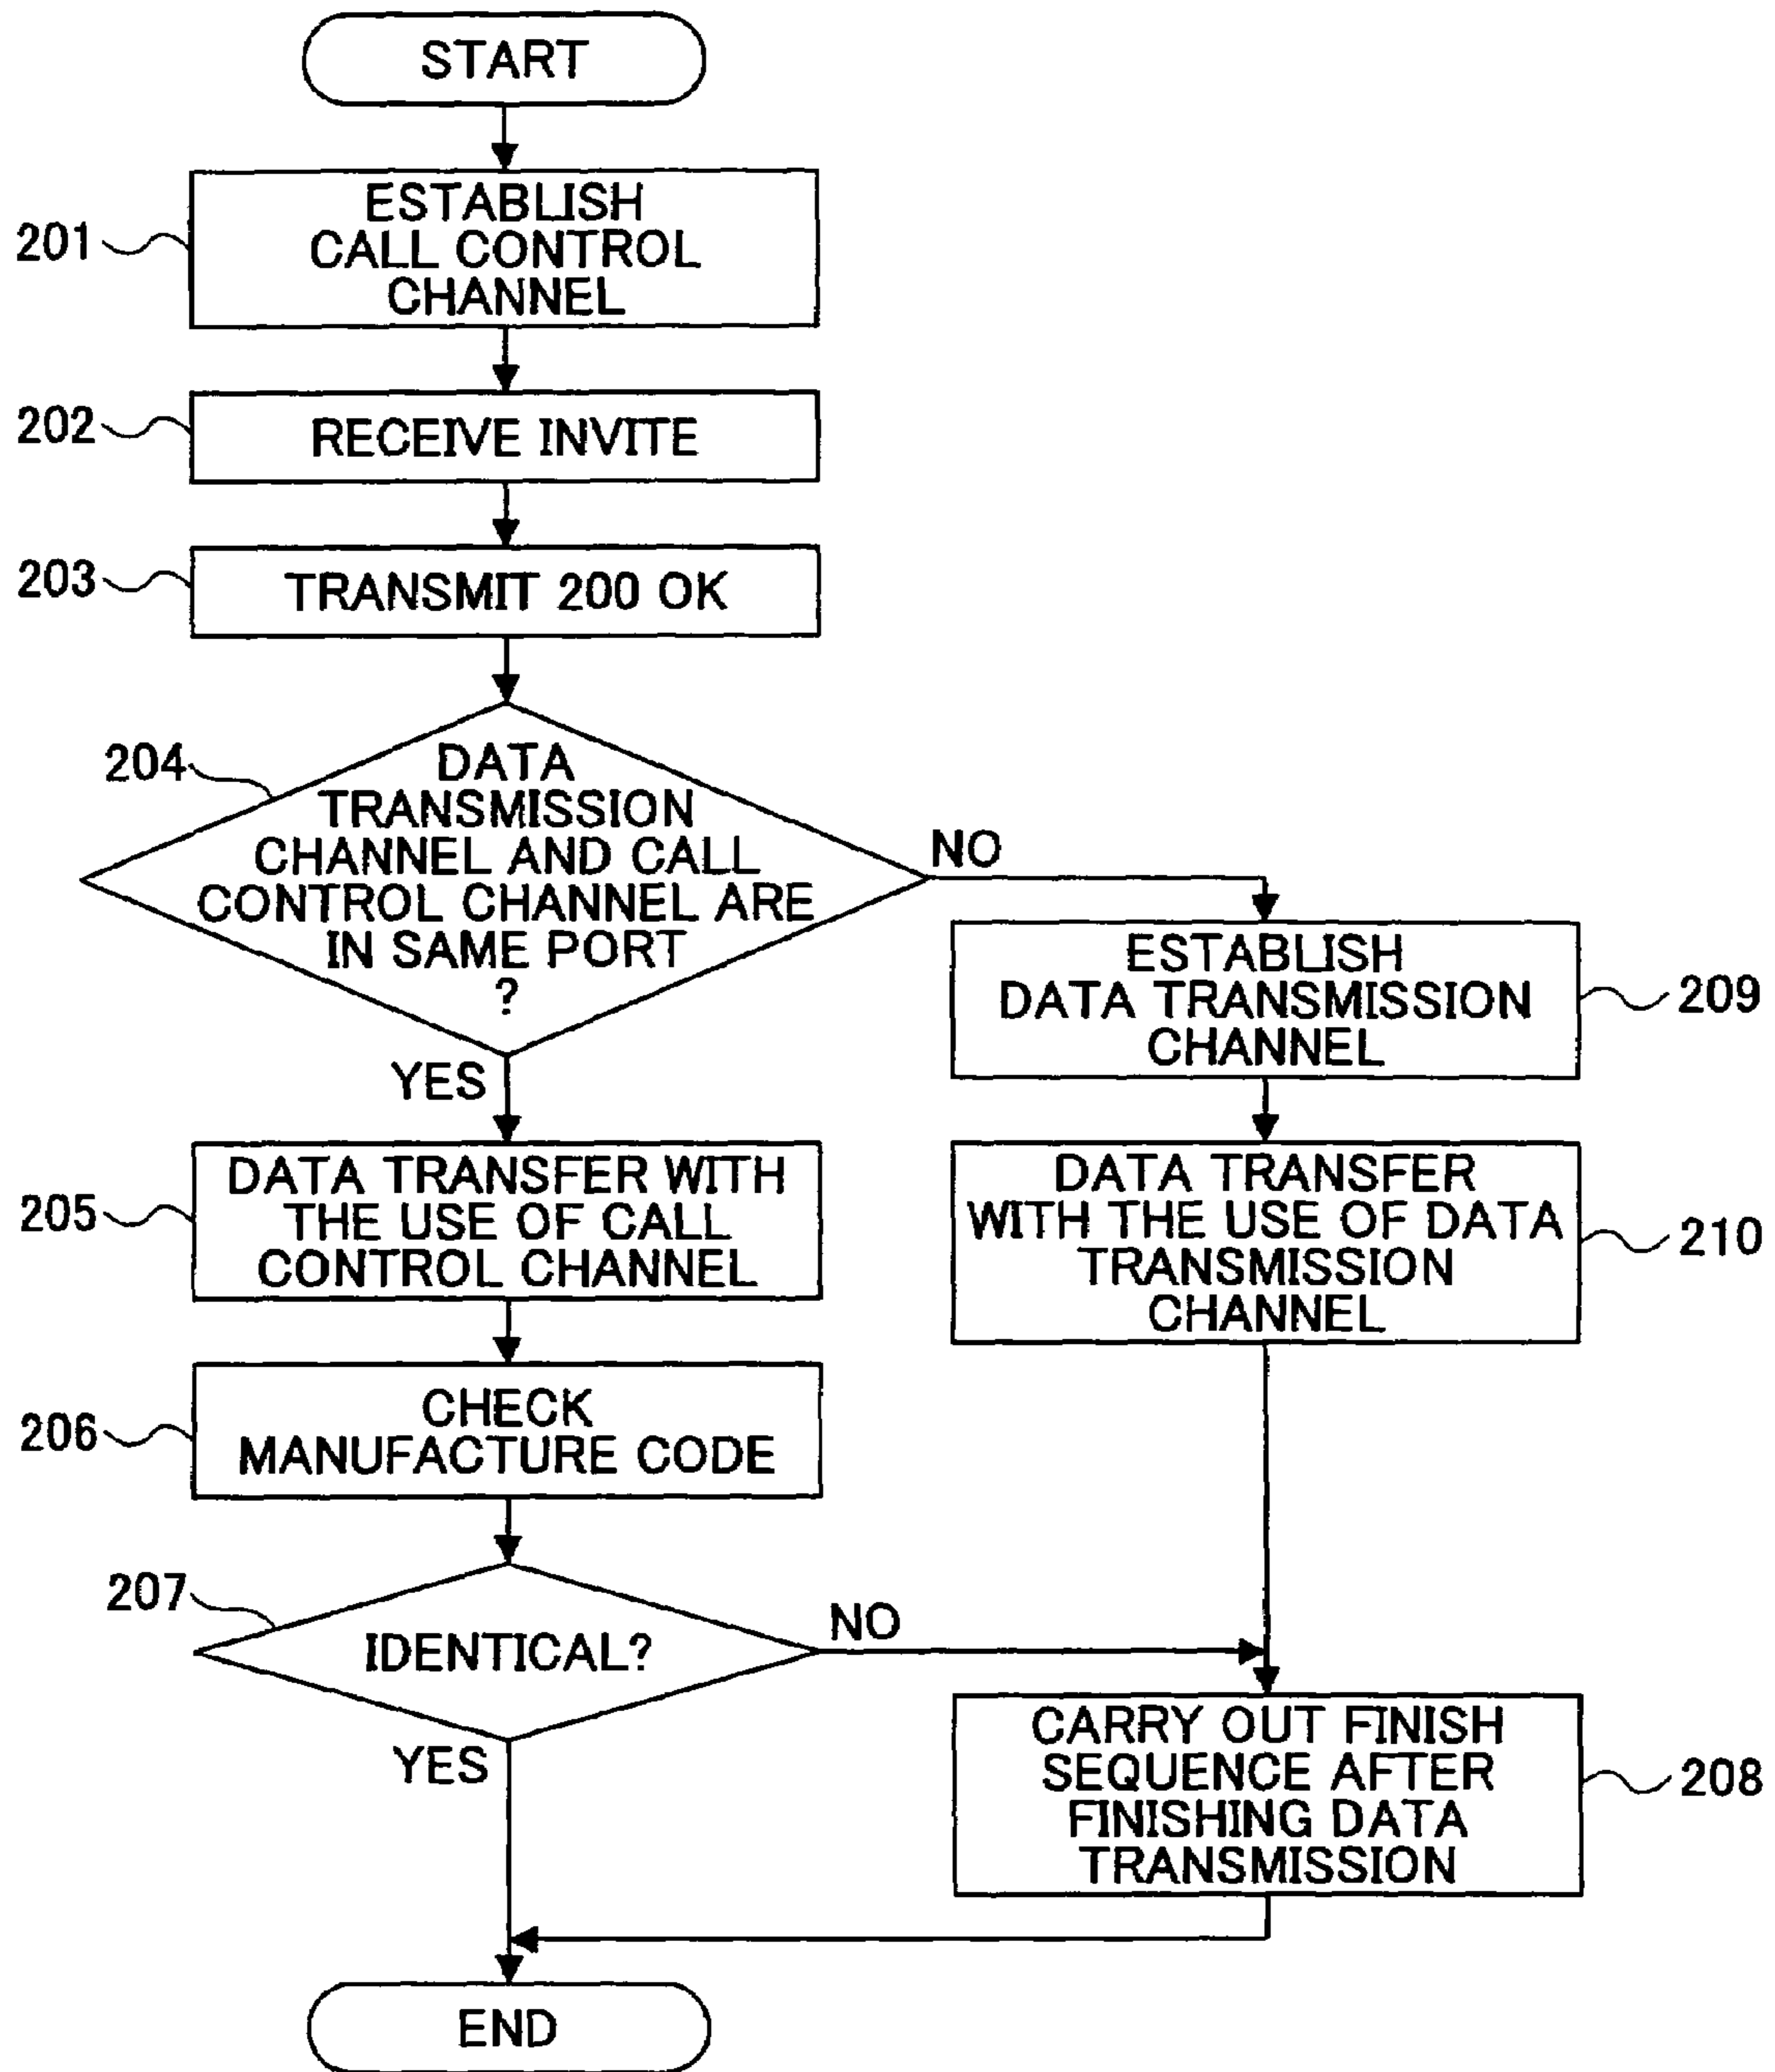 START
201
ESTABLISH
CALL CONTROL
CHANNEL
202
RECEIVE INVITE
203
TRANSMIT 200 OK
204
DATA
TRANSMISSION
CHANNEL AND CALL
CONTROL CHANNEL ARE
IN SAME PORT
?
NO
YES
ESTABLISH
DATA TRANSMISSION
CHANNEL
209
205
DATA TRANSFER WITH
THE USE OF CALL
CONTROL CHANNEL
DATA TRANSFER
WITH THE USE OF DATA
TRANSMISSION
CHANNEL
210
206
CHECK
MANUFACTURE CODE
207
IDENTICAL?
NO
YES
CARRY OUT FINISH
SEQUENCE AFTER
FINISHING DATA
TRANSMISSION
208
END